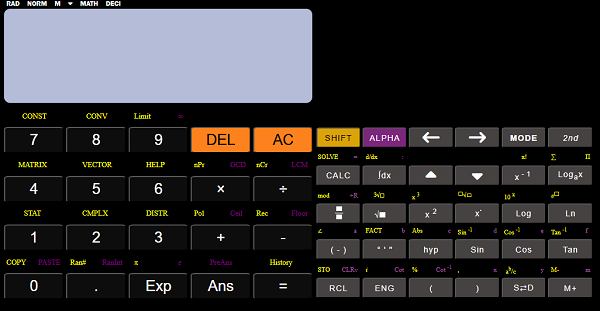 RAD NORM M MATH DECI
CONST CONV Limit ∞
7 8 9 DEL AC SHIFT ALPHA MODE 2nd
MATRIX VECTOR HELP nPr GCD nCr LCM SOLVE = d/dx : x! ∑ Π
4 5 6 × ÷ CALC ∫dx x -1 Logax
STAT CMPLX DISTR Pol Ceil Rec Floor mod ÷R 3√□ x 3 □√□ 10 x e□
1 2 3 + - √■ x 2 Log Ln
COPY PASTE Ran# RanInt π e PreAns History ∠ a FACT b Abs c Sin -1 d Cos -1 e Tan -1 f
0 . Exp Ans = (-) ° ' " hyp Sin Cos Tan
STO CLRv i Cot % Cot -1 , x ab/c y M- m
RCL ENG ( ) S⇄D M+